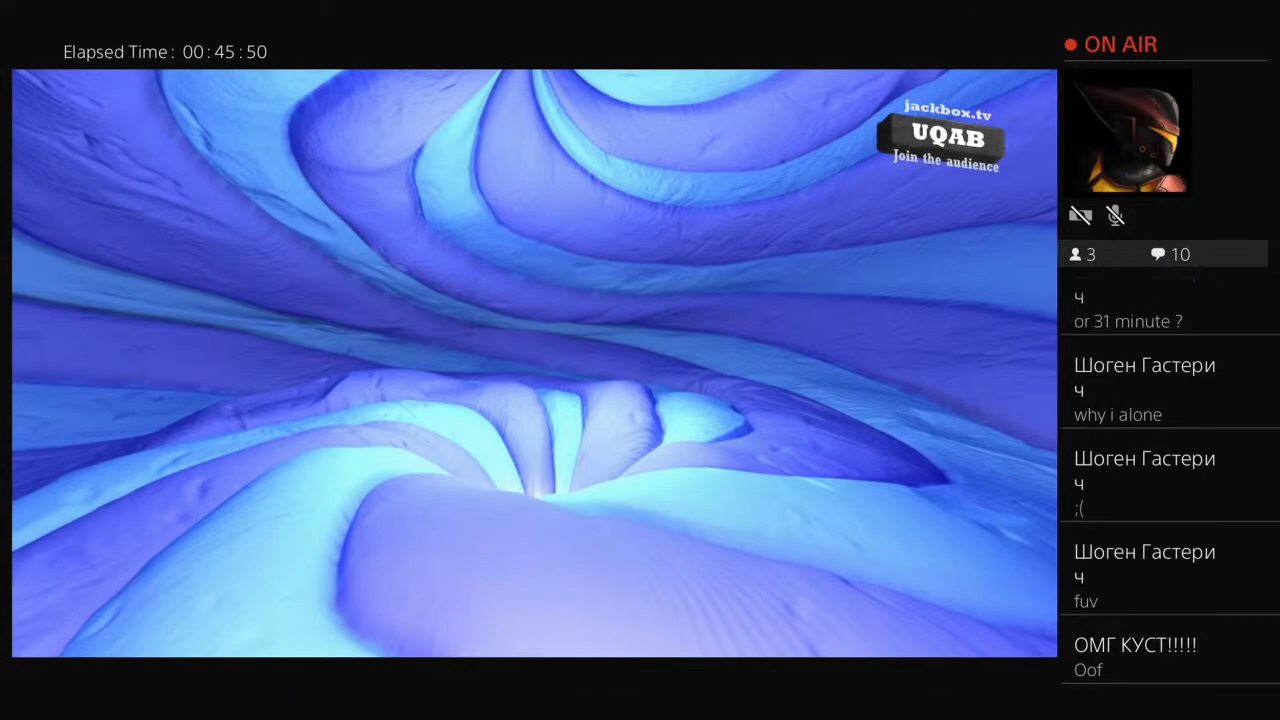 Elapsed Time: 00:45:50
ON AIR
jackbox.tv
UQAB
Join the audience
3 10
ч
or 31 minute ?
Шоген Гастери
ч
why i alone
Шоген Гастери
ч
;(
Шоген Гастери
ч
fuv
ОМГ КУСТ!!!!!
Oof